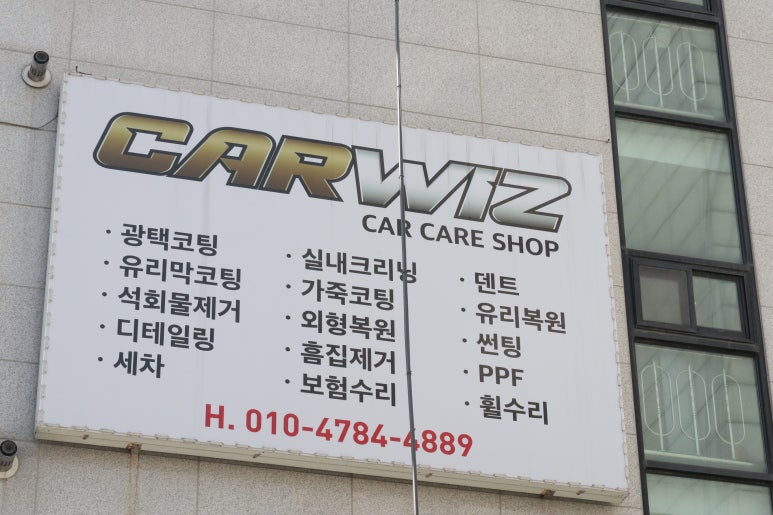 CARWIZ
CAR CARE SHOP
· 광택코팅
· 유리막코팅
· 석회물제거
· 디테일링
· 세차
· 실내크리닝
· 가죽코팅
· 외형복원
· 흠집제거
· 보험수리
· 덴트
· 유리복원
· 썬팅
· PPF
· 휠수리
H. 010-4784-4889